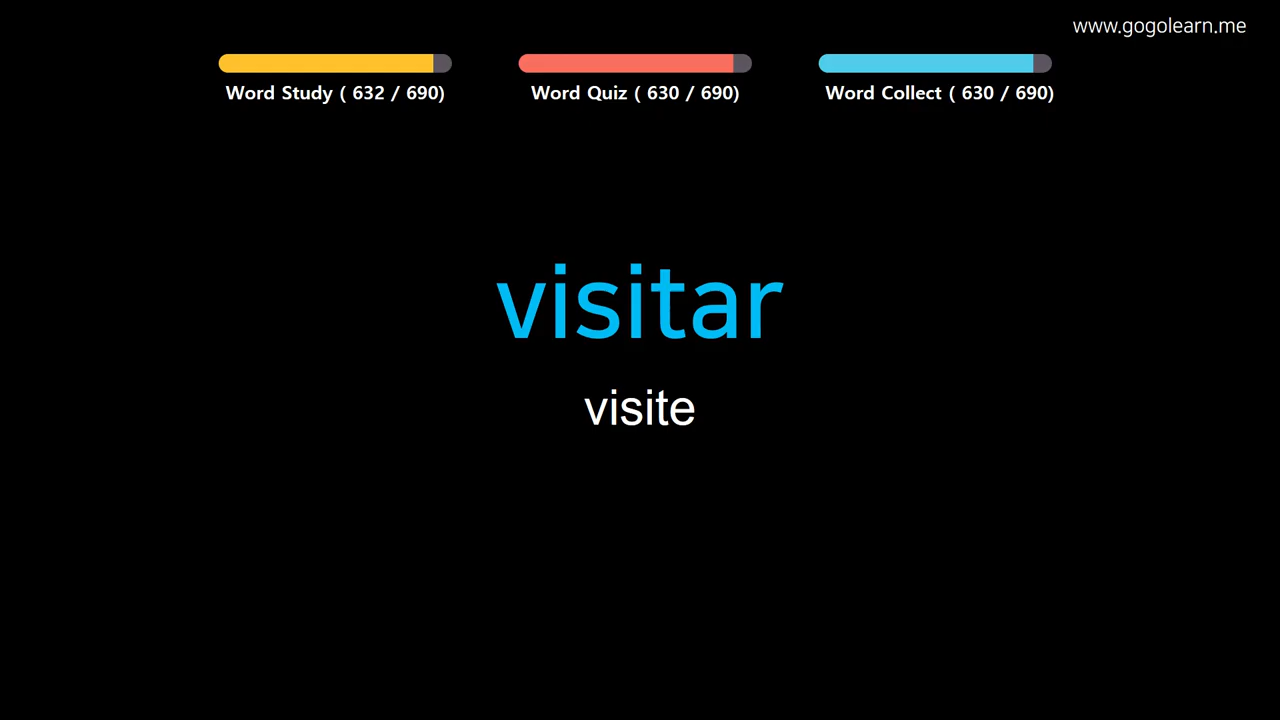 www.gogolearn.me
Word Study ( 632 / 690)
Word Quiz ( 630 / 690)
Word Collect ( 630 / 690)
visitar
visite